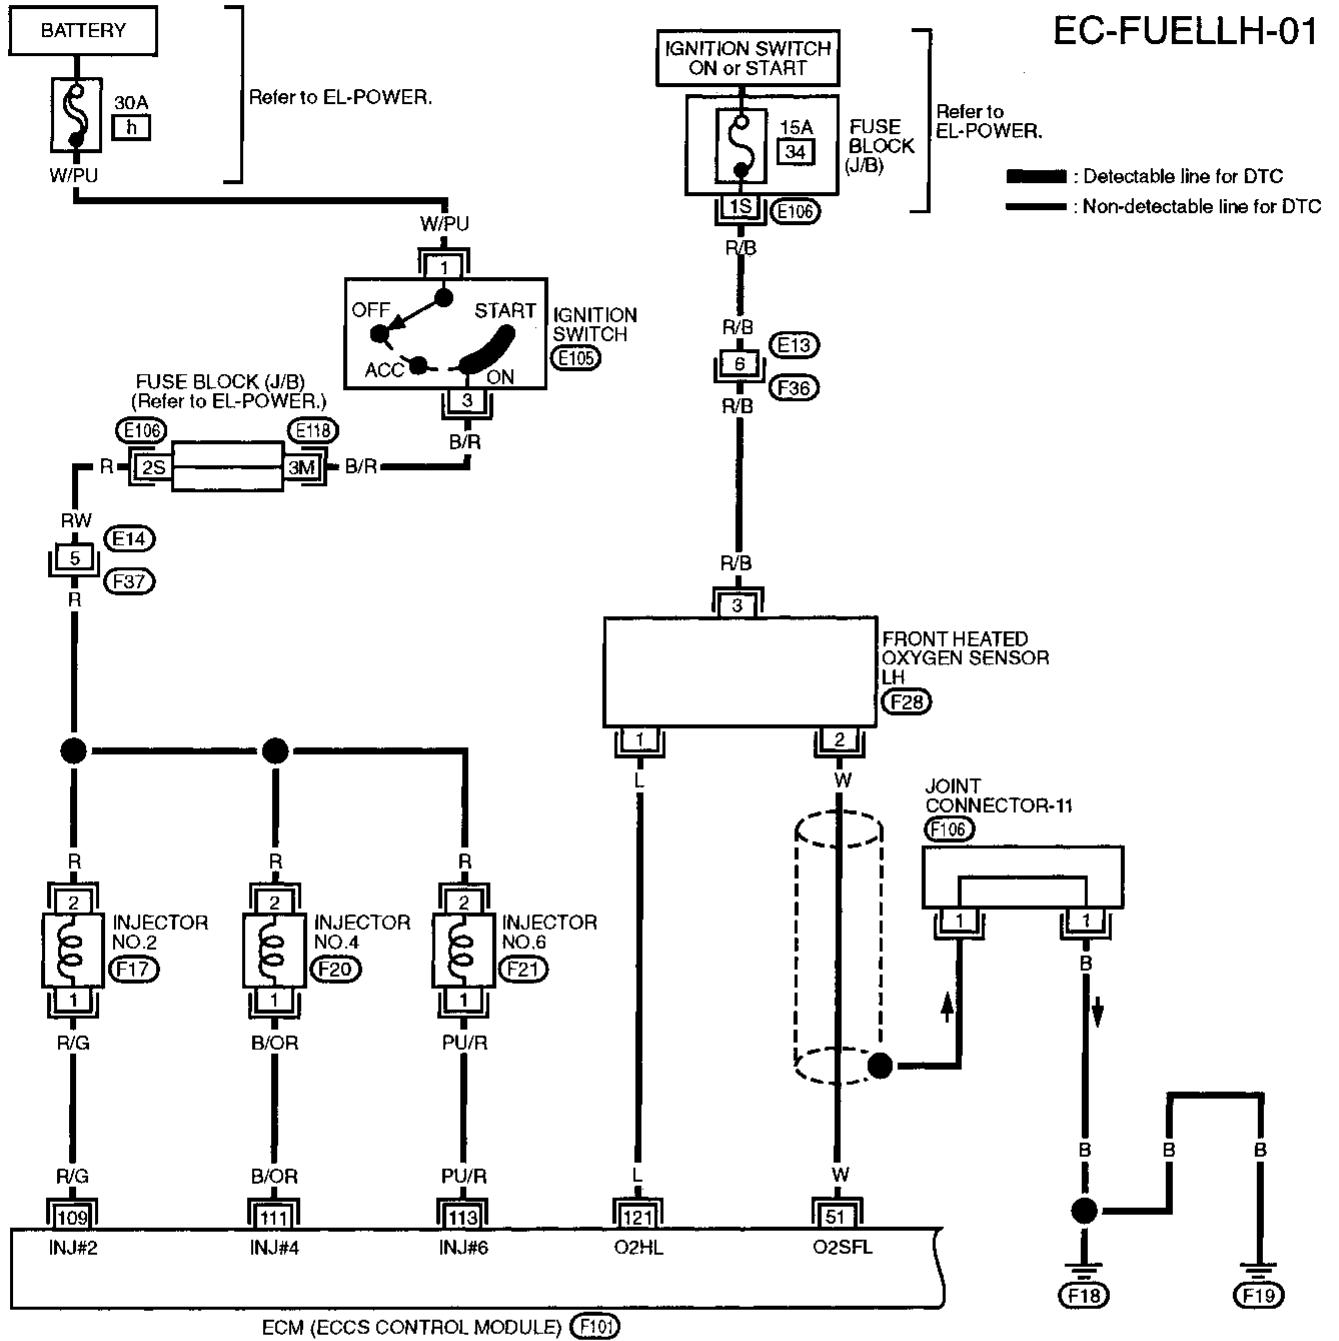 EC-FUELLH-01
BATTERY
30A
h
Refer to EL-POWER.
W/PU
W/PU
1
OFF
START
ACC
ON
IGNITION
SWITCH
E105
3
B/R
FUSE BLOCK (J/B)
(Refer to EL-POWER.)
E106
E118
R
2S
3M
B/R
RW
5
E14
F37
R
IGNITION SWITCH
ON or START
15A
34
FUSE
BLOCK
(J/B)
Refer to
EL-POWER.
: Detectable line for DTC
: Non-detectable line for DTC
1S
E106
R/B
R/B
6
E13
F36
R/B
R/B
3
FRONT HEATED
OXYGEN SENSOR
LH
F28
1
2
L
W
JOINT
CONNECTOR-11
F106
1
1
B
R
R
R
2
2
2
INJECTOR
NO.2
F17
INJECTOR
NO.4
F20
INJECTOR
NO.6
F21
1
1
1
R/G
B/OR
PU/R
R/G
B/OR
PU/R
L
W
B
B
B
109
111
113
121
51
INJ#2
INJ#4
INJ#6
O2HL
O2SFL
F18
F19
ECM (ECCS CONTROL MODULE)
F101